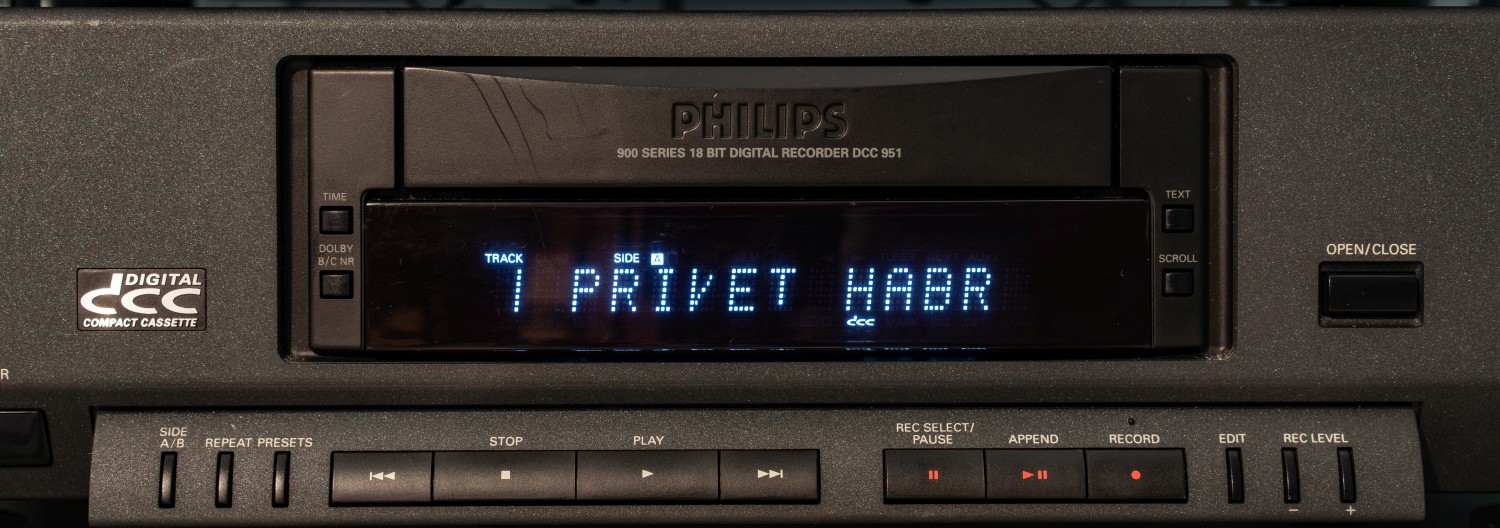 PHILIPS
900 SERIES 18 BIT DIGITAL RECORDER DCC 951
TIME
TEXT
DOLBY
B/C NR
SCROLL
TRACK SIDE A
1 PRIVET HABR
dcc
DIGITAL
dcc
COMPACT CASSETTE
OPEN/CLOSE
R
SIDE
A/B
REPEAT PRESETS
STOP
PLAY
REC SELECT/
PAUSE
APPEND
RECORD
EDIT
REC LEVEL
− +